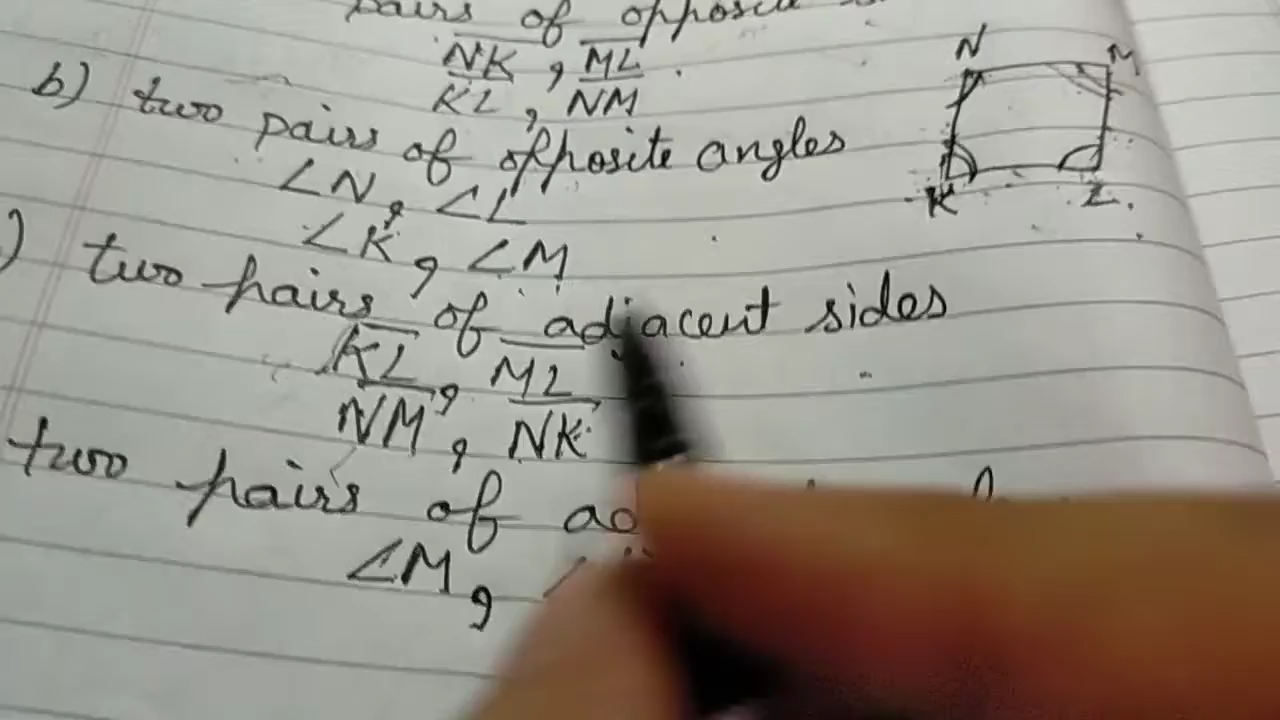 pairs of opposite
NK, ML.
KL, NM
b) two pairs of opposite angles
∠N, ∠L
∠K, ∠M
) two pairs of adjacent sides
KL, ML
NM, NK
two pairs of
∠M,
N M
K L.